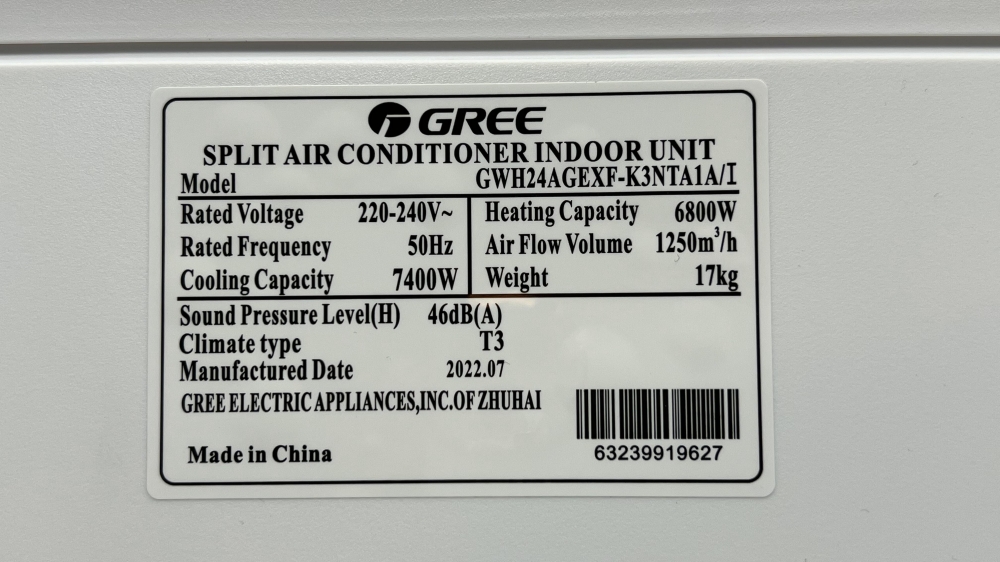 GREE
SPLIT AIR CONDITIONER INDOOR UNIT
Model GWH24AGEXF-K3NTA1A/I
Rated Voltage 220-240V~
Rated Frequency 50Hz
Cooling Capacity 7400W
Heating Capacity 6800W
Air Flow Volume 1250m³/h
Weight 17kg
Sound Pressure Level(H) 46dB(A)
Climate type T3
Manufactured Date 2022.07
GREE ELECTRIC APPLIANCES,INC.OF ZHUHAI
Made in China
63239919627